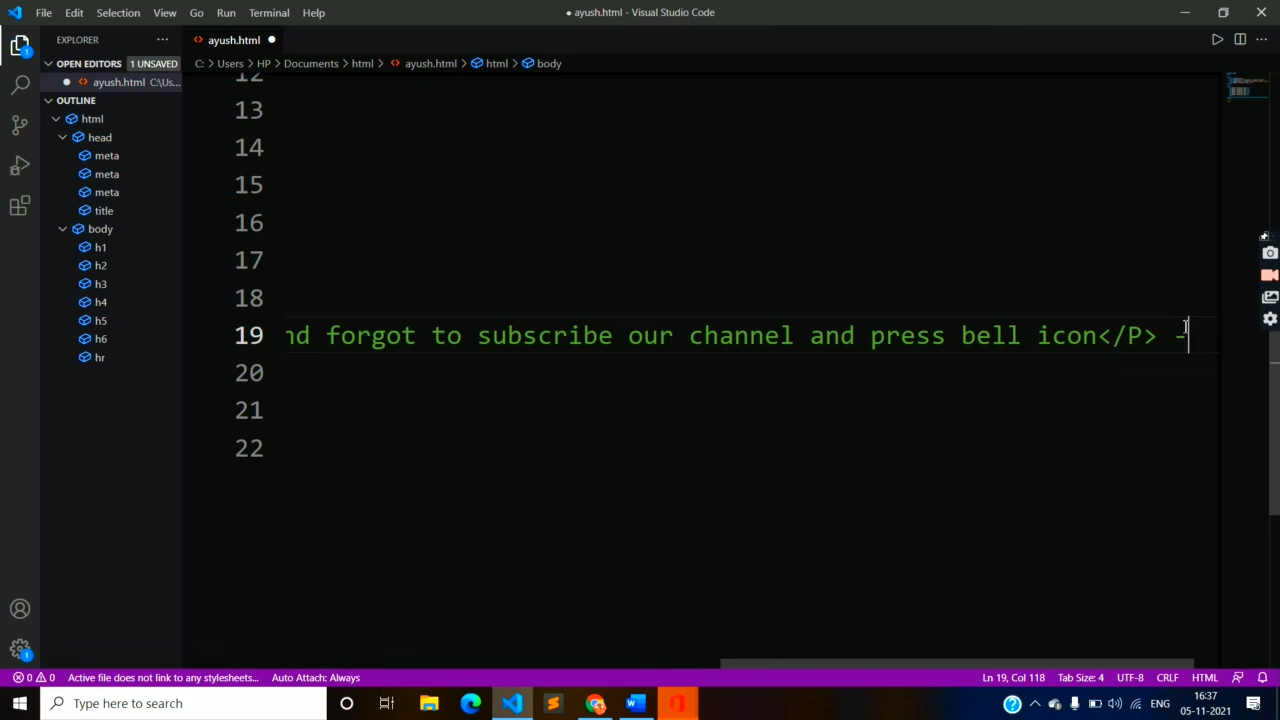 File Edit Selection View Go Run Terminal Help
● ayush.html - Visual Studio Code
EXPLORER ···
ayush.html ●
OPEN EDITORS 1 UNSAVED
● ayush.html C:\Us...
C: > Users > HP > Documents > html > ayush.html > html > body
OUTLINE
html
head
meta
meta
meta
title
body
h1
h2
h3
h4
h5
h6
hr
12
13
14
15
16
17
18
19 nd forgot to subscribe our channel and press bell icon</P> -
20
21
22
0 0 Active file does not link to any stylesheets... Auto Attach: Always Ln 19, Col 118 Tab Size: 4 UTF-8 CRLF HTML
Type here to search
ENG
16:37
05-11-2021